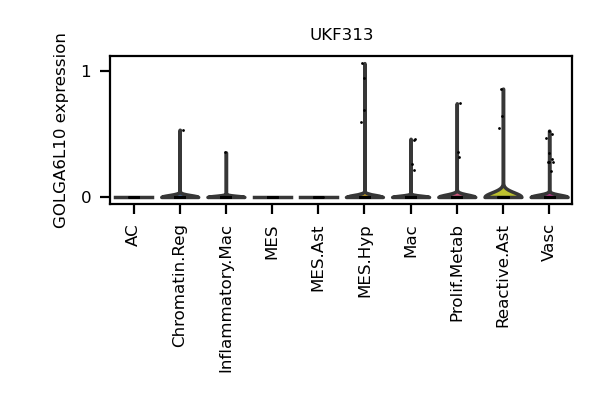 UKF313
GOLGA6L10 expression
1
0
AC
Chromatin.Reg
Inflammatory.Mac
MES
MES.Ast
MES.Hyp
Mac
Prolif.Metab
Reactive.Ast
Vasc